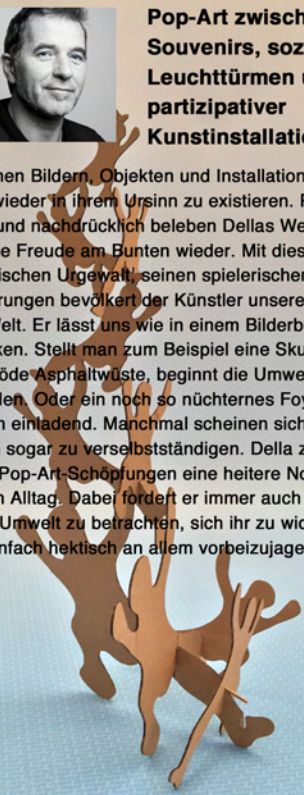 Pop-Art zwisch
Souvenirs, soz
Leuchttürmen u
partizipativer
Kunstinstallati
nen Bildern, Objekten und Installation
wieder in ihrem Ursinn zu existieren. F
und nachdrücklich beleben Dellas We
e Freude am Bunten wieder. Mit dies
ischen Urgewalt, seinen spielerischer
rungen bevölkert der Künstler unsere
elt. Er lässt uns wie in einem Bilderb
ken. Stellt man zum Beispiel eine Sku
öde Asphaltwüste, beginnt die Umwe
len. Oder ein noch so nüchternes Foy
n einladend. Manchmal scheinen sich
sogar zu verselbstständigen. Della z
Pop-Art-Schöpfungen eine heitere No
n Alltag. Dabei fordert er immer auch
Umwelt zu betrachten, sich ihr zu wid
nfach hektisch an allem vorbeizujage